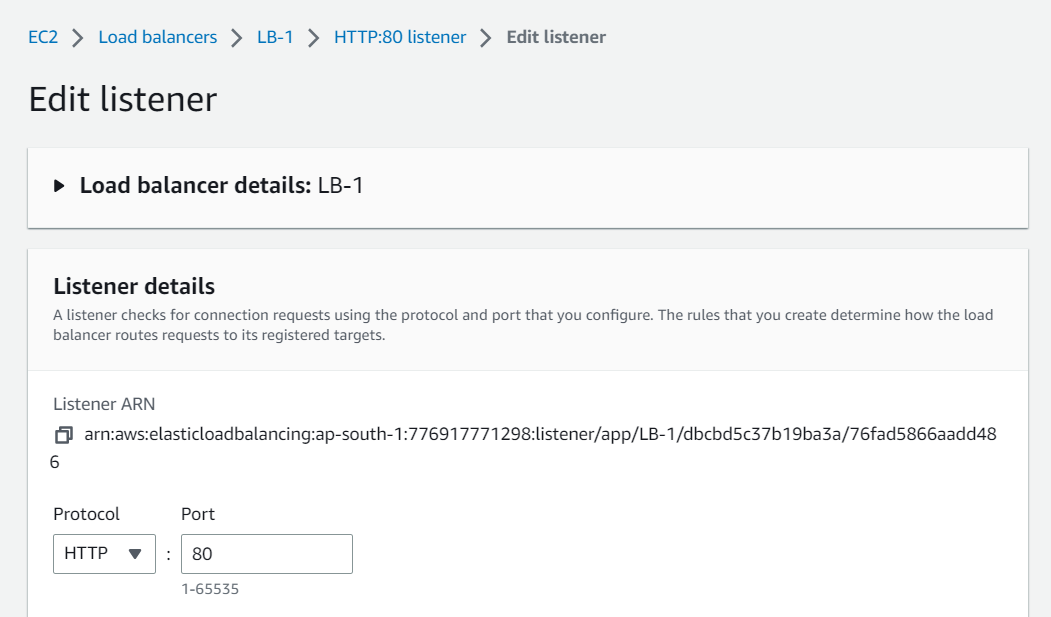 EC2 > Load balancers > LB-1 > HTTP:80 listener > Edit listener
Edit listener
Load balancer details: LB-1
Listener details
A listener checks for connection requests using the protocol and port that you configure. The rules that you create determine how the load
balancer routes requests to its registered targets.
Listener ARN
arn:aws:elasticloadbalancing:ap-south-1:776917771298:listener/app/LB-1/dbcbd5c37b19ba3a/76fad5866aadd48
6
Protocol Port
HTTP : 80
1-65535